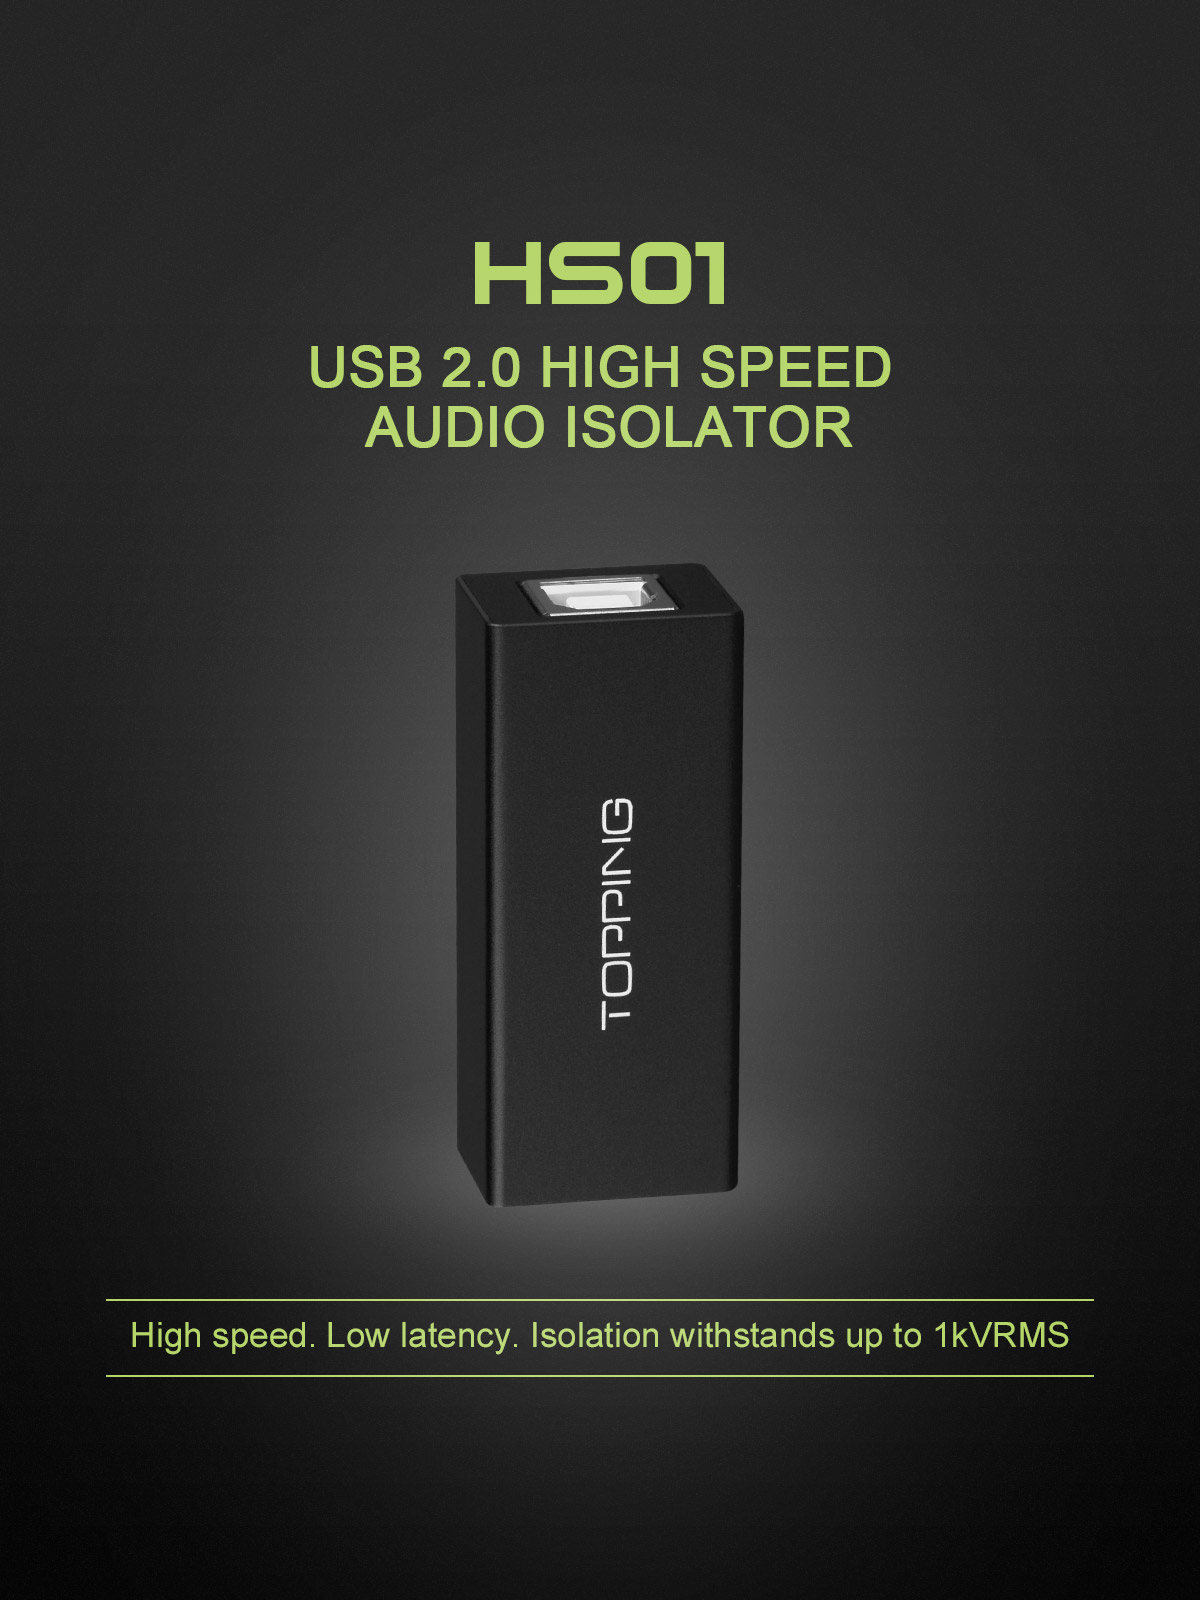 HS01
USB 2.0 HIGH SPEED
AUDIO ISOLATOR
TOPPING
High speed. Low latency. Isolation withstands up to 1kVRMS